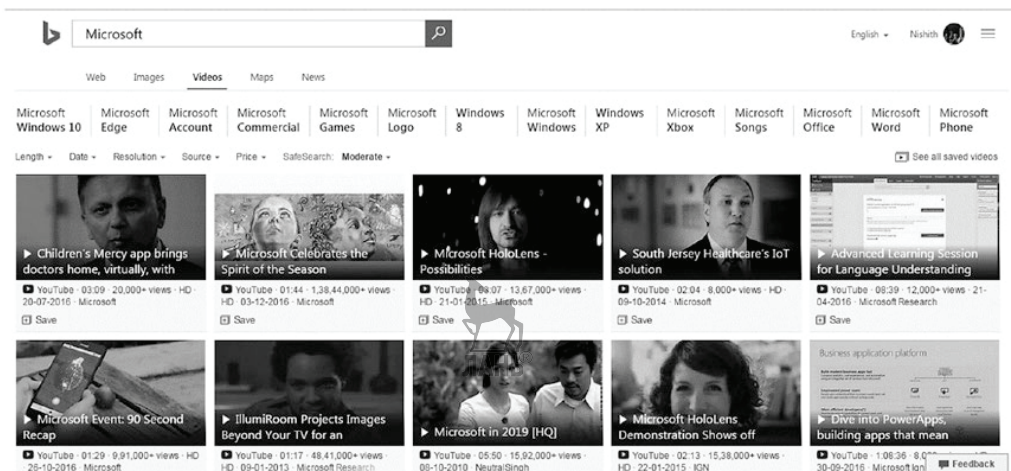 Microsoft
English
Nishith
Web Images Videos Maps News
Microsoft Windows 10
Microsoft Edge
Microsoft Account
Microsoft Commercial
Microsoft Games
Microsoft Logo
Windows 8
Microsoft Windows
Windows XP
Microsoft Xbox
Microsoft Songs
Microsoft Office
Microsoft Word
Microsoft Phone
Length Date Resolution Source Price SafeSearch: Moderate
See all saved videos
Children's Mercy app brings
doctors home, virtually, with
YouTube · 03:09 · 20,000+ views · HD ·
20-07-2016 · Microsoft
Save
Microsoft Celebrates the
Spirit of the Season
YouTube · 01:44 · 1,38,44,000+ views ·
HD · 03-12-2016 · Microsoft
Save
Microsoft HoloLens -
Possibilities
YouTube · 03:07 · 13,67,000+ views ·
HD · 21-01-2015 · Microsoft
Save
South Jersey Healthcare's IoT
solution
YouTube · 02:04 · 8,000+ views · HD ·
09-10-2014 · Microsoft
Save
Advanced Learning Session
for Language Understanding
YouTube · 08:39 · 12,000+ views · 21-
04-2016 · Microsoft Research
Save
Microsoft Event: 90 Second
Recap
YouTube · 01:29 · 9,91,000+ views · HD
· 26-10-2016 · Microsoft
IllumiRoom Projects Images
Beyond Your TV for an
YouTube · 01:17 · 48,41,000+ views ·
HD · 09-01-2013 · Microsoft Research
Microsoft in 2019 [HQ]
YouTube · 05:50 · 15,92,000+ views ·
08-10-2010 · NeutralSingh
Microsoft HoloLens
Demonstration Shows off
YouTube · 02:13 · 15,38,000+ views ·
HD · 22-01-2015 · IGN
Business application platform
Dive into PowerApps,
building apps that mean
YouTube · 1:08:36 ·
30-09-2016 · Microsoft
Feedback